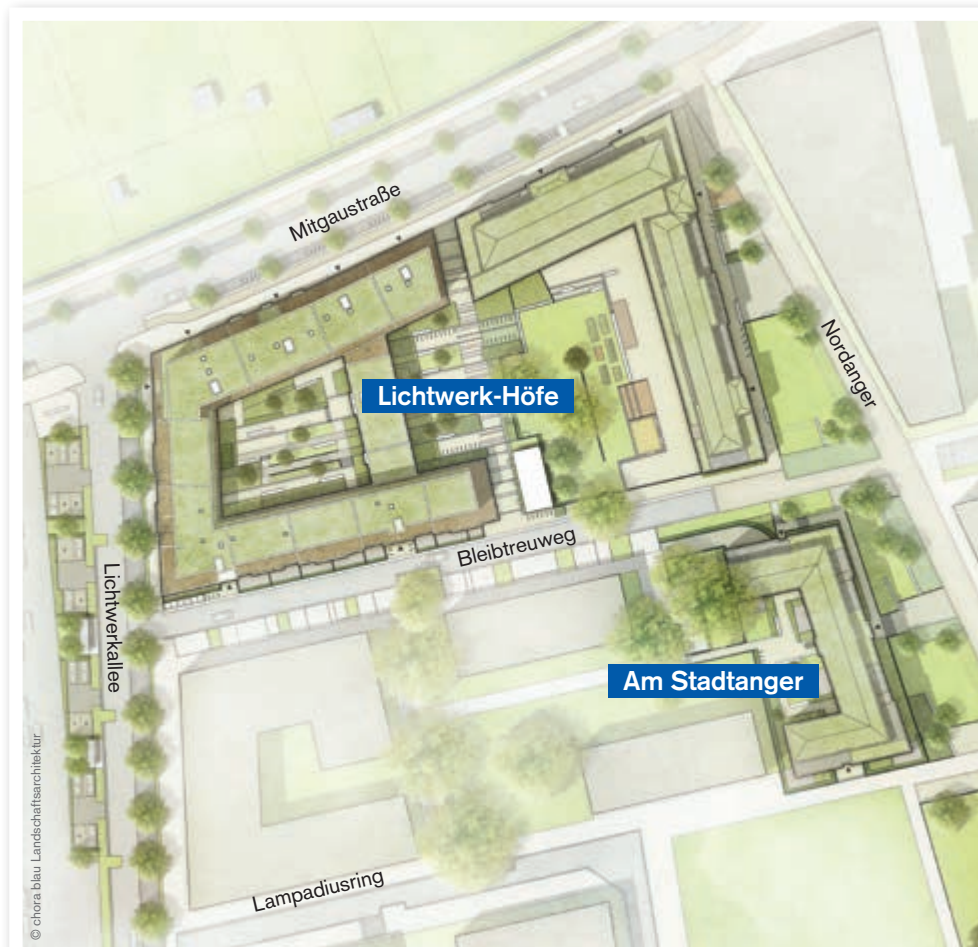 Mitgaustraße
Nordanger
Lichtwerk-Höfe
Bleibtreuweg
Lichtwerkallee
Am Stadtanger
Lampadiusring
© chora blau Landschaftsarchitektur